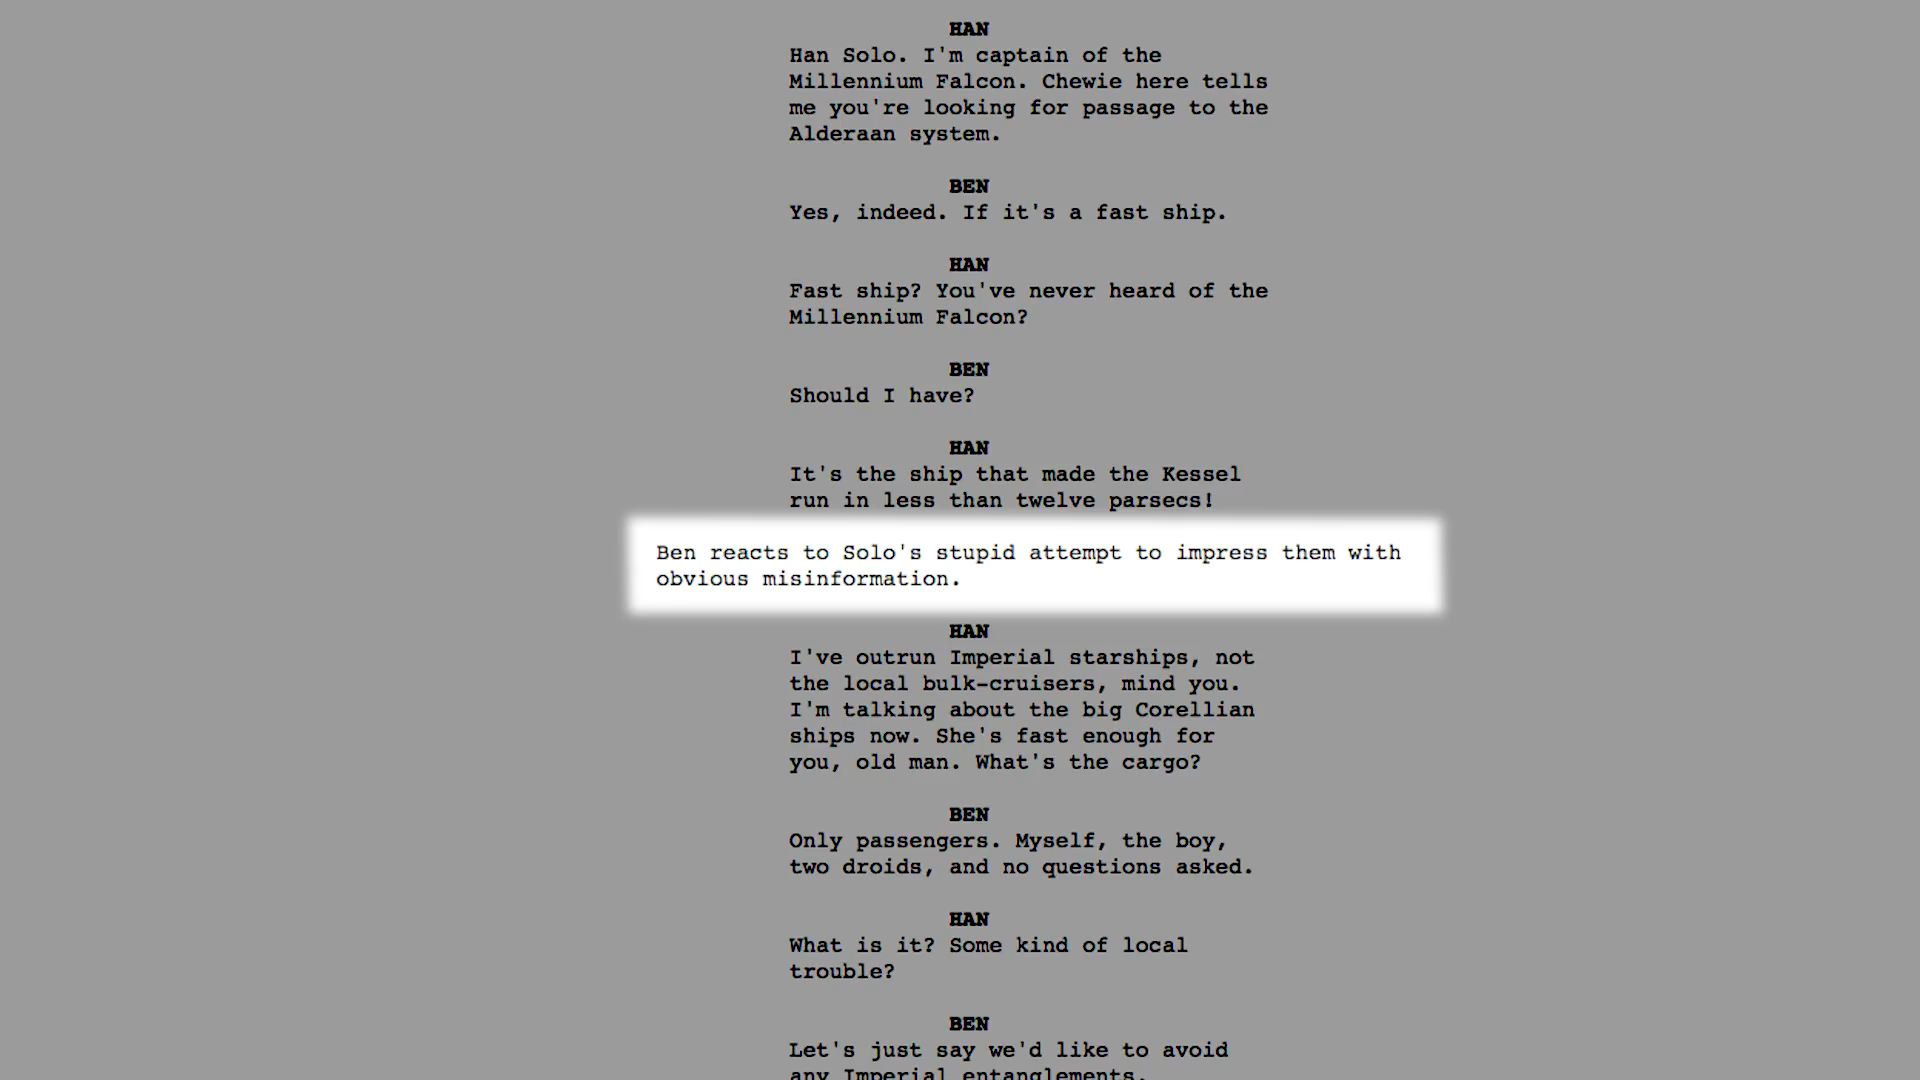 HAN
Han Solo. I'm captain of the
Millennium Falcon. Chewie here tells
me you're looking for passage to the
Alderaan system.
BEN
Yes, indeed. If it's a fast ship.
HAN
Fast ship? You've never heard of the
Millennium Falcon?
BEN
Should I have?
HAN
It's the ship that made the Kessel
run in less than twelve parsecs!
Ben reacts to Solo's stupid attempt to impress them with
obvious misinformation.
HAN
I've outrun Imperial starships, not
the local bulk-cruisers, mind you.
I'm talking about the big Corellian
ships now. She's fast enough for
you, old man. What's the cargo?
BEN
Only passengers. Myself, the boy,
two droids, and no questions asked.
HAN
What is it? Some kind of local
trouble?
BEN
Let's just say we'd like to avoid
any Imperial entanglements.